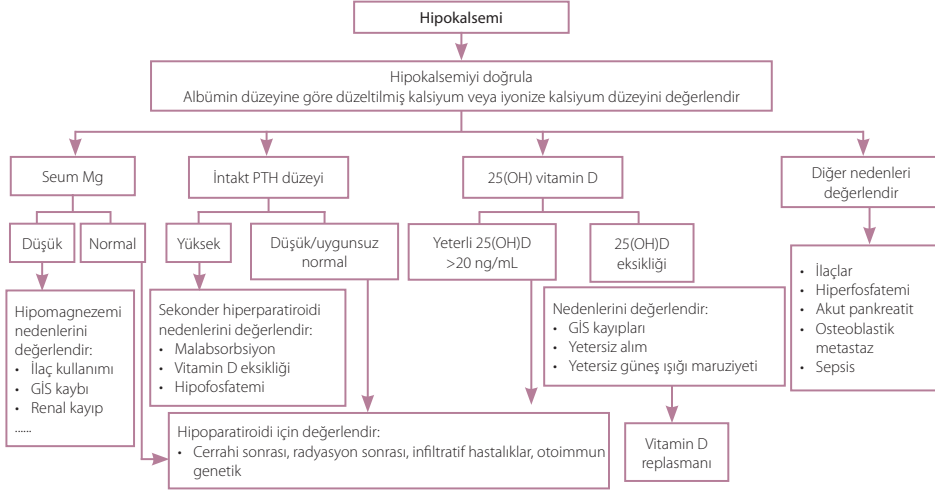 Hipokalsemi
Hipokalsemiyi doğrula
Albümin düzeyine göre düzeltilmiş kalsiyum veya iyonize kalsiyum düzeyini değerlendir
Seum Mg
İntakt PTH düzeyi
25(OH) vitamin D
Diğer nedenleri
değerlendir
Düşük
Normal
Yüksek
Düşük/uygunsuz
normal
Yeterli 25(OH)D
>20 ng/mL
25(OH)D
eksikliği
Hipomagnezemi
nedenlerini
değerlendir:
• İlaç kullanımı
• GİS kaybı
• Renal kayıp
......
Sekonder hiperparatiroidi
nedenlerini değerlendir:
• Malabsorbsiyon
• Vitamin D eksikliği
• Hipofosfatemi
Nedenlerini değerlendir:
• GİS kayıpları
• Yetersiz alım
• Yetersiz güneş ışığı maruziyeti
• İlaçlar
• Hiperfosfatemi
• Akut pankreatit
• Osteoblastik
metastaz
• Sepsis
Hipoparatiroidi için değerlendir:
• Cerrahi sonrası, radyasyon sonrası, infiltratif hastalıklar, otoimmun
genetik
Vitamin D
replasmanı